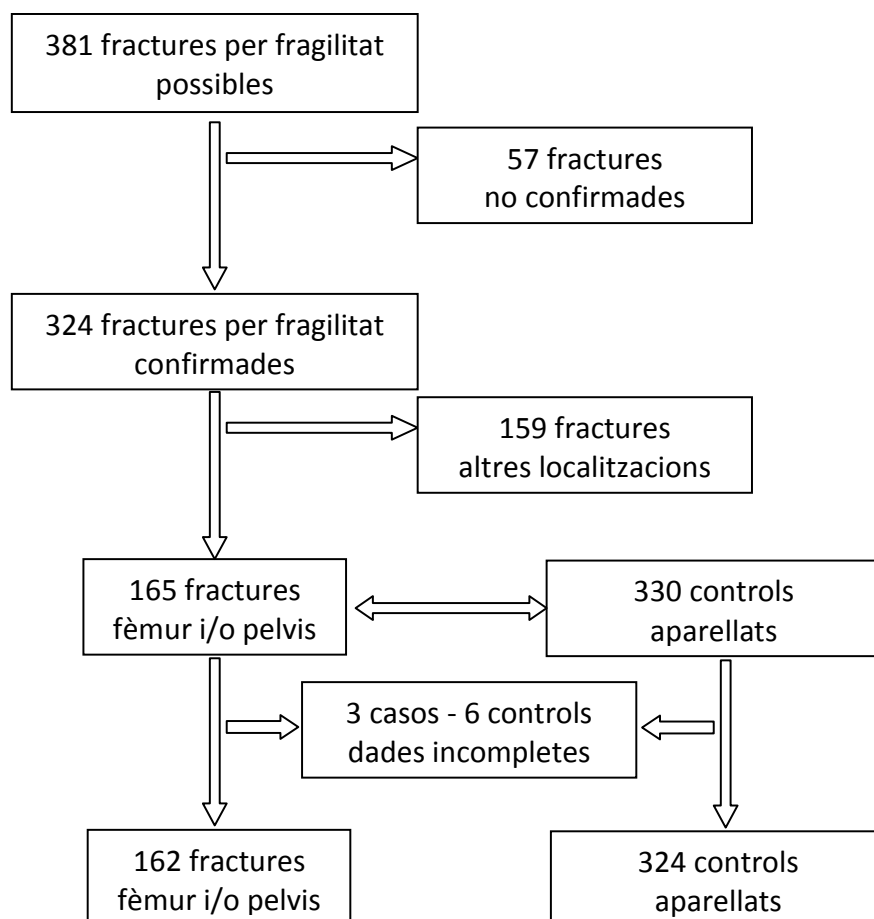 381 fractures per fragilitat
possibles
57 fractures
no confirmades
324 fractures per fragilitat
confirmades
159 fractures
altres localitzacions
165 fractures
fèmur i/o pelvis
330 controls
aparellats
3 casos - 6 controls
dades incompletes
162 fractures
fèmur i/o pelvis
324 controls
aparellats